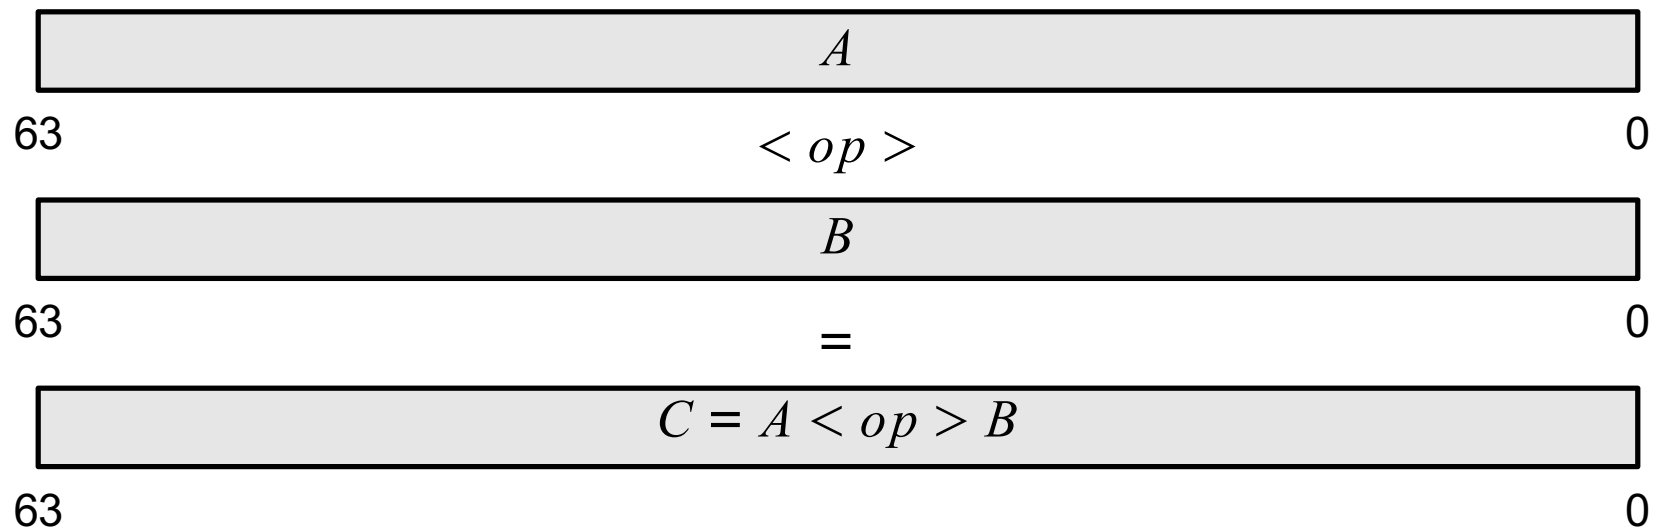 A
63 0
< op >
B
63 0
=
C = A < op > B
63 0